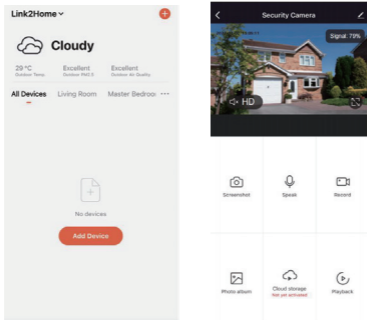 Link2Home
Cloudy
29°C
Excellent
Excellent
Outdoor Temp
Outdoor PM2.5
Outdoor Air Quality
All Devices
Living Room
Master Bedroo
No devices
Add Device
Security Camera
Signal: 79%
HD
Screenshot
Speak
Record
Photo album
Cloud storage
Not yet activated
Playback